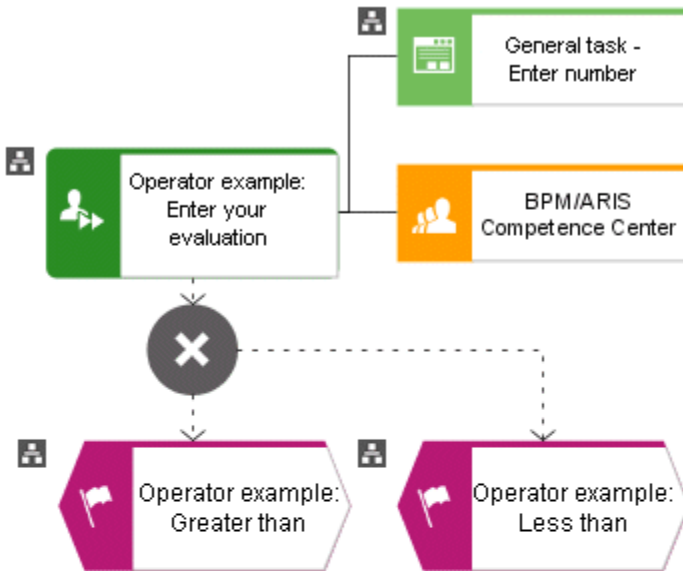 General task -
Enter number
Operator example:
Enter your
evaluation
BPM/ARIS
Competence Center
Operator example:
Greater than
Operator example:
Less than